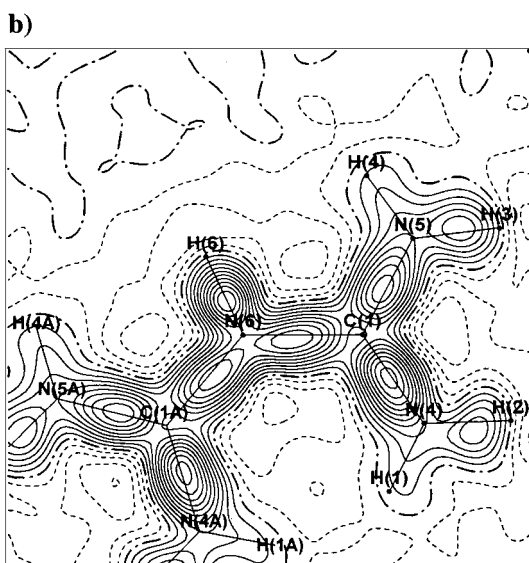 b)
H(4)
N(5)
H(3)
H(6)
H(4A)
N(6)
C(1)
N(5A)
C(1A)
N(4)
H(2)
H(1)
N(4A)
H(1A)